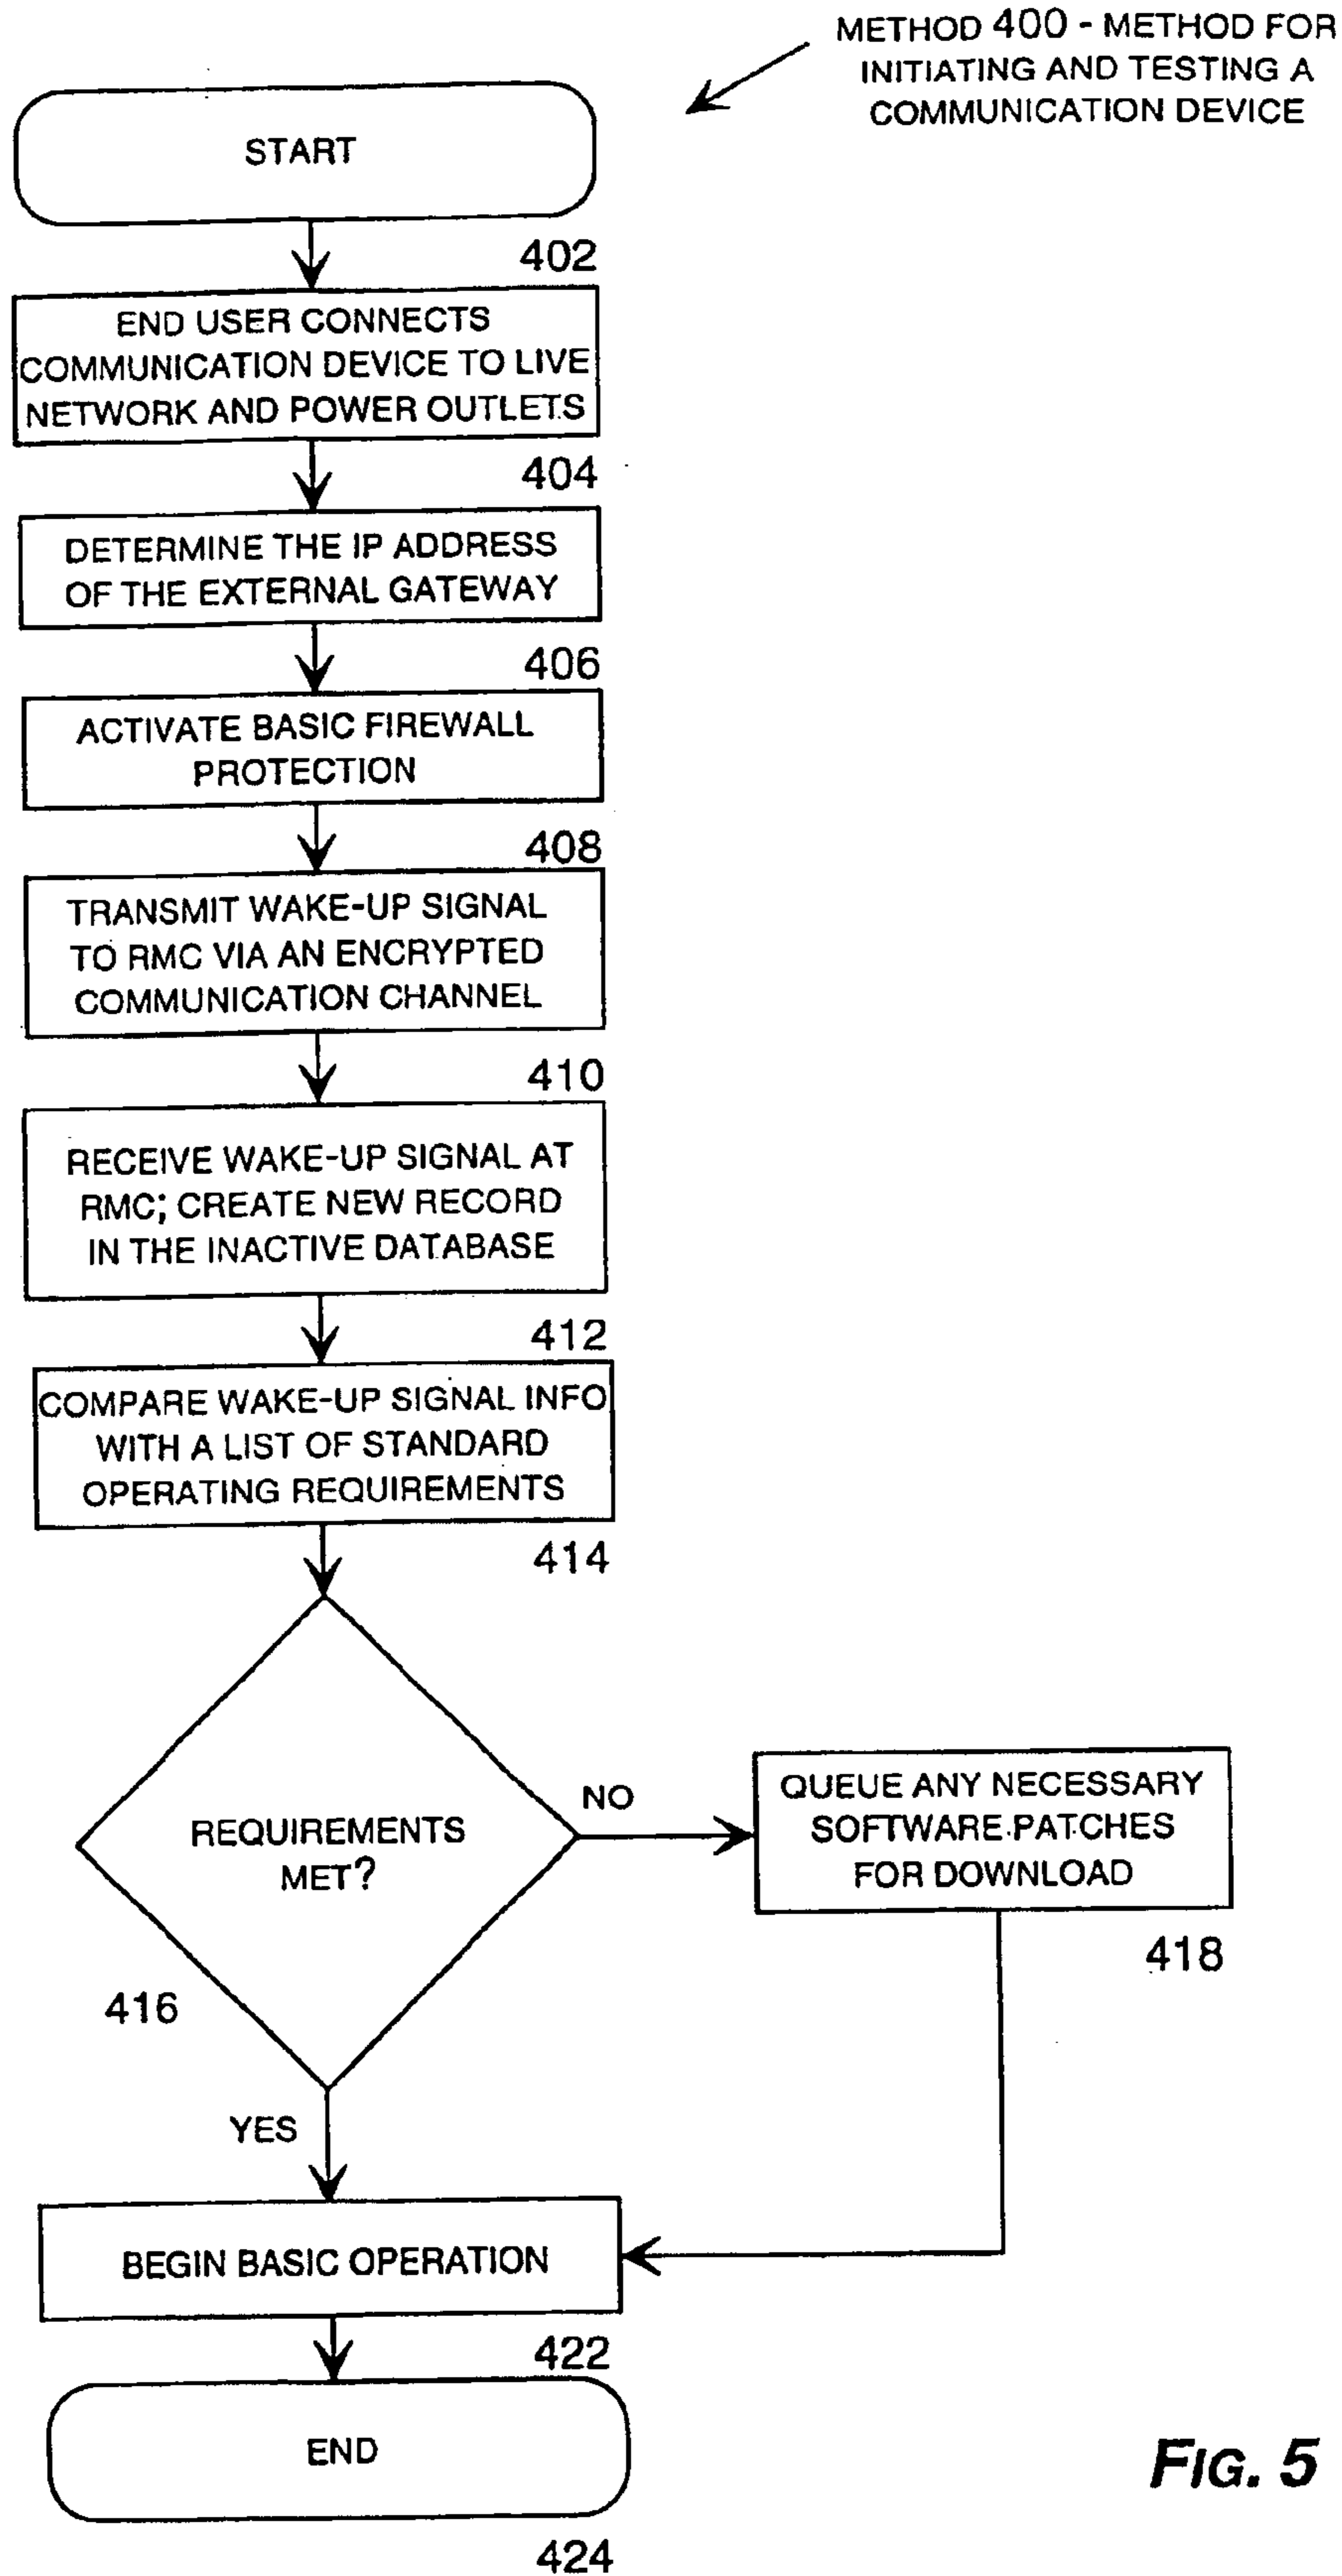 METHOD 400 - METHOD FOR
INITIATING AND TESTING A
COMMUNICATION DEVICE
START
402
END USER CONNECTS
COMMUNICATION DEVICE TO LIVE
NETWORK AND POWER OUTLETS
404
DETERMINE THE IP ADDRESS
OF THE EXTERNAL GATEWAY
406
ACTIVATE BASIC FIREWALL
PROTECTION
408
TRANSMIT WAKE-UP SIGNAL
TO RMC VIA AN ENCRYPTED
COMMUNICATION CHANNEL
410
RECEIVE WAKE-UP SIGNAL AT
RMC; CREATE NEW RECORD
IN THE INACTIVE DATABASE
412
COMPARE WAKE-UP SIGNAL INFO
WITH A LIST OF STANDARD
OPERATING REQUIREMENTS
414
REQUIREMENTS
MET?
NO
QUEUE ANY NECESSARY
SOFTWARE PATCHES
FOR DOWNLOAD
418
416
YES
BEGIN BASIC OPERATION
422
END
424
FIG. 5